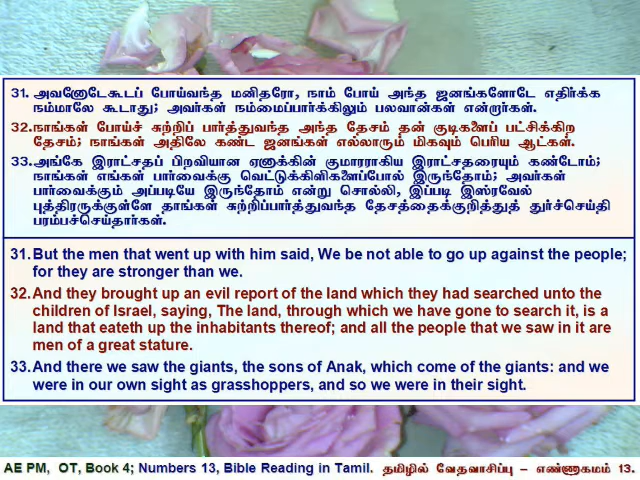 31. அவனோடேகூடப் போய்வந்த மனிதரோ, நாம் போய் அந்த ஜனங்களோடே எதிர்க்க
நம்மாலே கூடாது; அவர்கள் நம்மைப்பார்க்கிலும் பலவான்கள் என்றார்கள்.
32.நாங்கள் போய்ச் சுற்றிப் பார்த்துவந்த அந்த தேசம் தன் குடிகளைப் பட்சிக்கிற
தேசம்; நாங்கள் அதிலே கண்ட ஜனங்கள் எல்லாரும் மிகவும் பெரிய ஆட்கள்.
33.அங்கே இராட்சதப் பிறவியான ஏனாக்கின் குமாரராகிய இராட்சதரையும் கண்டோம்;
நாங்கள் எங்கள் பார்வைக்கு வெட்டுக்கிளிகளைப்போல் இருந்தோம்; அவர்கள்
பார்வைக்கும் அப்படியே இருந்தோம் என்று சொல்லி, இப்படி இஸ்ரவேல்
புத்திரருக்குள்ளே தாங்கள் சுற்றிப்பார்த்துவந்த தேசத்தைக்குறித்துத் துர்ச்செய்தி
பரம்பச்செய்தார்கள்.
31.But the men that went up with him said, We be not able to go up against the people;
for they are stronger than we.
32.And they brought up an evil report of the land which they had searched unto the
children of Israel, saying, The land, through which we have gone to search it, is a
land that eateth up the inhabitants thereof; and all the people that we saw in it are
men of a great stature.
33.And there we saw the giants, the sons of Anak, which come of the giants: and we
were in our own sight as grasshoppers, and so we were in their sight.
AE PM, OT, Book 4; Numbers 13, Bible Reading in Tamil. தமிழில் வேதவாசிப்பு – எண்ணாகமம் 13.